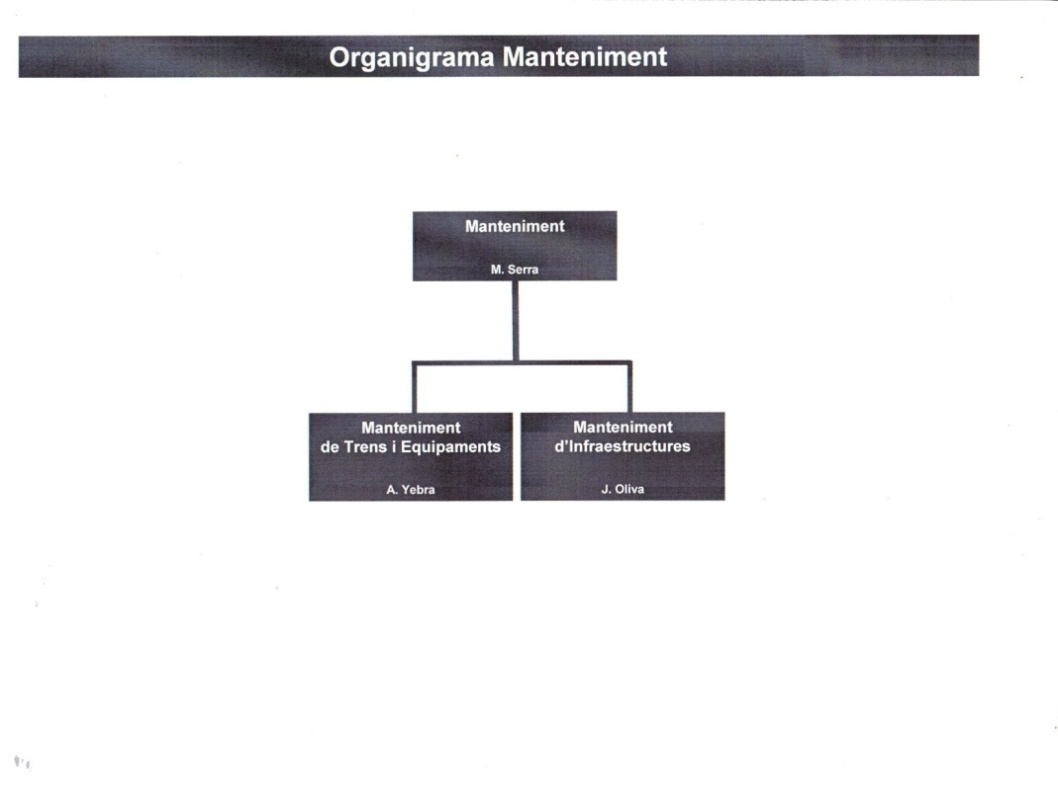 Organigrama Manteniment
Manteniment
M. Serra
Manteniment
de Trens i Equipaments
A. Yebra
Manteniment
d'Infraestructures
J. Oliva